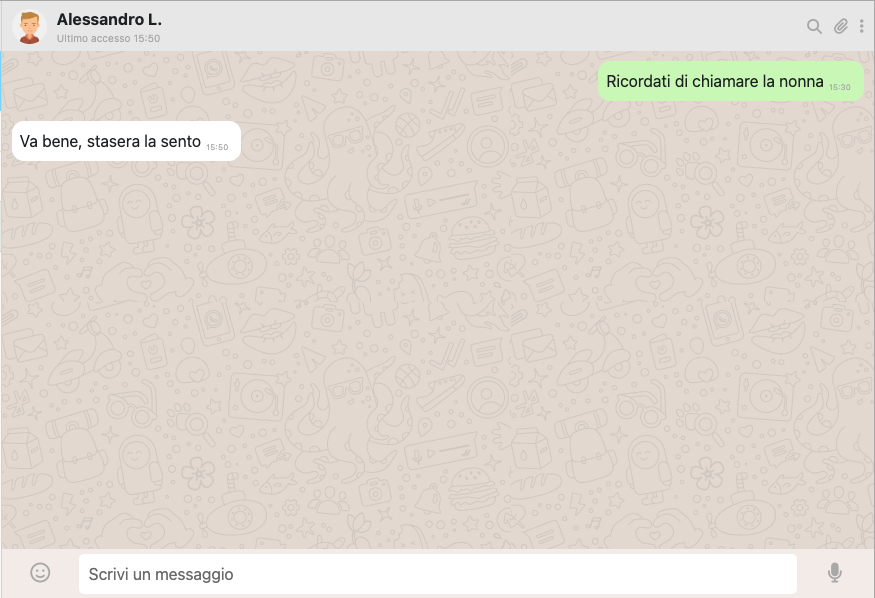 Alessandro L.
Ultimo accesso 15:50
Ricordati di chiamare la nonna 15:30
Va bene, stasera la sento 15:50
Scrivi un messaggio